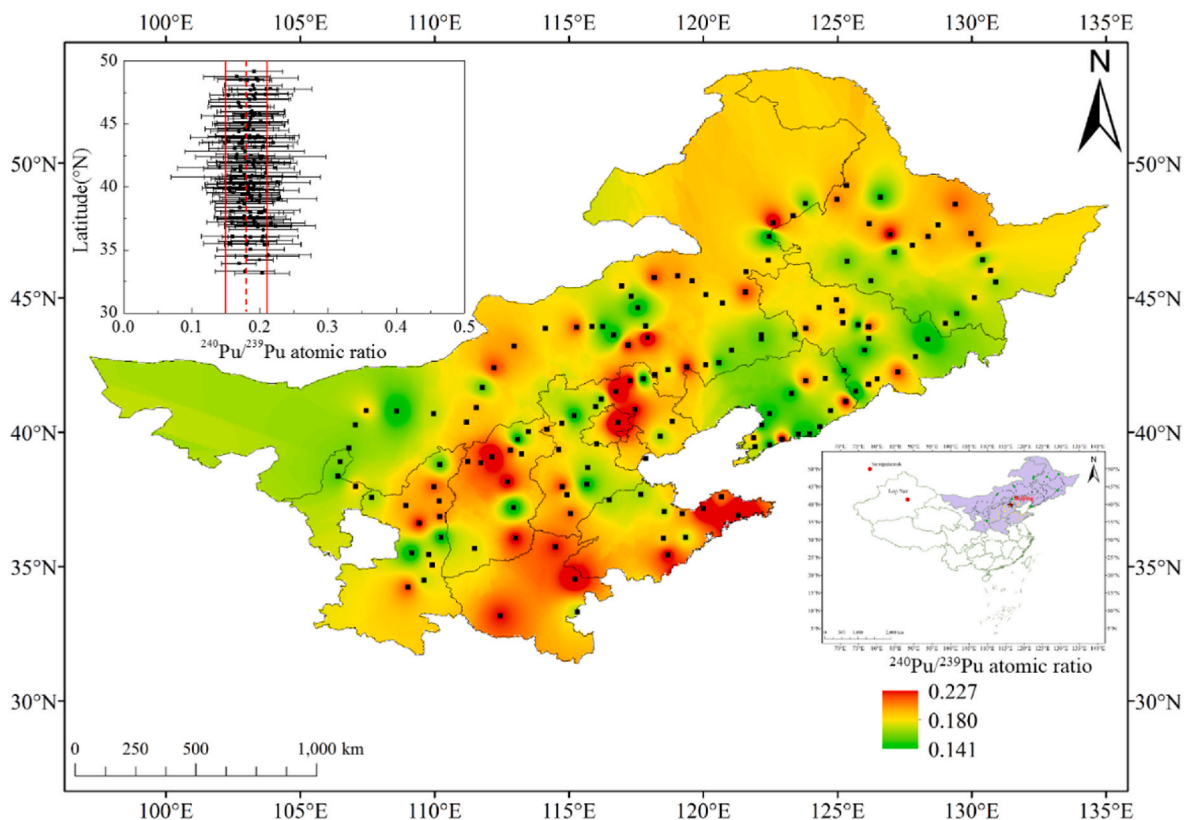 100°E 105°E 110°E 115°E 120°E 125°E 130°E 135°E
N
50
45
40
35
30
Latitude(°N)
0.0 0.1 0.2 0.3 0.4 0.5
²⁴⁰Pu/²³⁹Pu atomic ratio
50°N 50°N
45°N 45°N
40°N 40°N
35°N 35°N
30°N 30°N
N
Lop Nur
Beijing
²⁴⁰Pu/²³⁹Pu atomic ratio
0.227
0.180
0.141
0 250 500 1,000 km
100°E 105°E 110°E 115°E 120°E 125°E 130°E 135°E